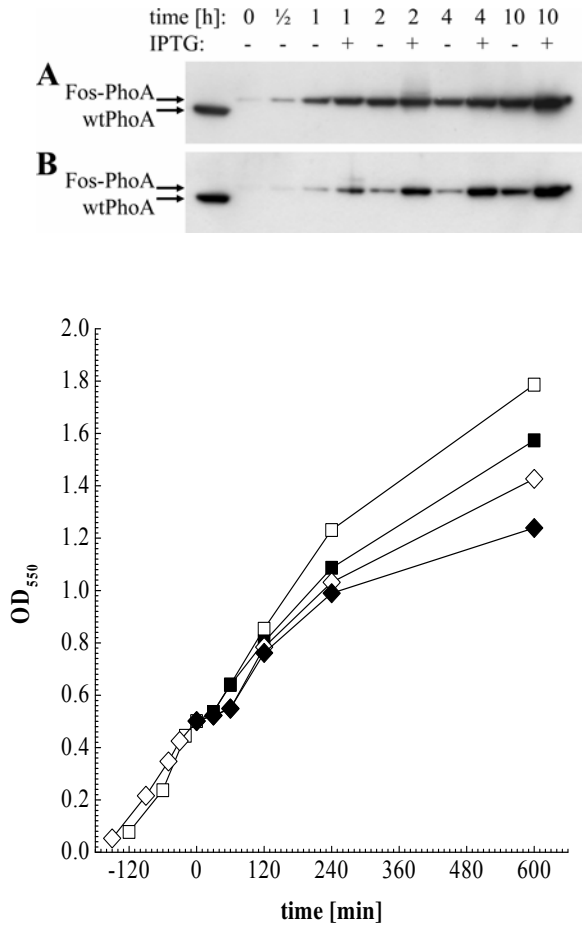 time [h]: 0 ½ 1 1 2 2 4 4 10 10
IPTG: - - - + - + - + - +
A
Fos-PhoA
wtPhoA
B
Fos-PhoA
wtPhoA
2.0
1.8
1.6
1.4
1.2
1.0
0.8
0.6
0.4
0.2
0.0
OD550
-120 0 120 240 360 480 600
time [min]